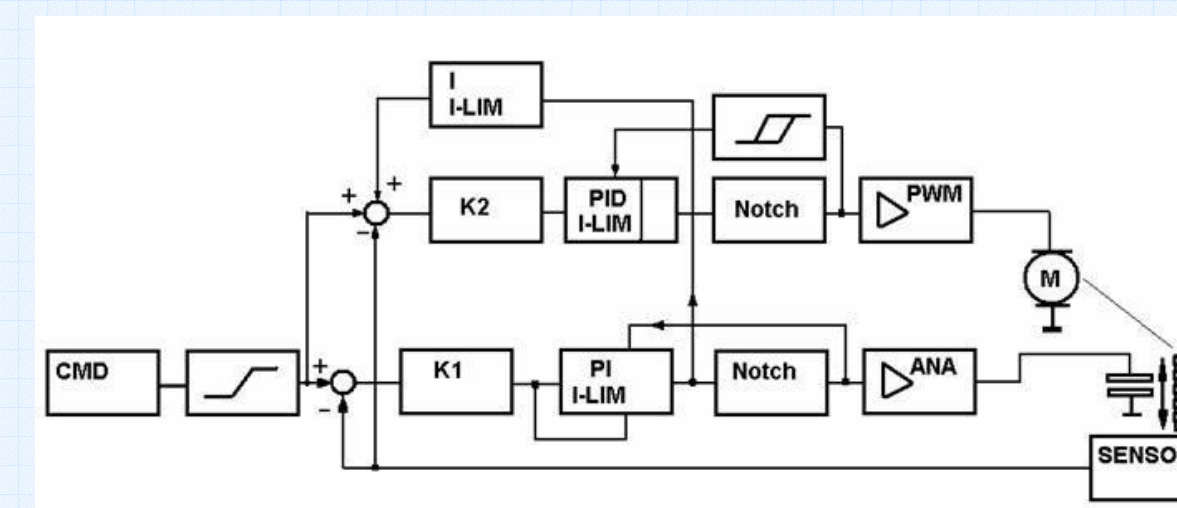 I
I-LIM
+
+
-
K2
PID
I-LIM
Notch
PWM
M
CMD
+
-
K1
PI
I-LIM
Notch
ANA
SENSO